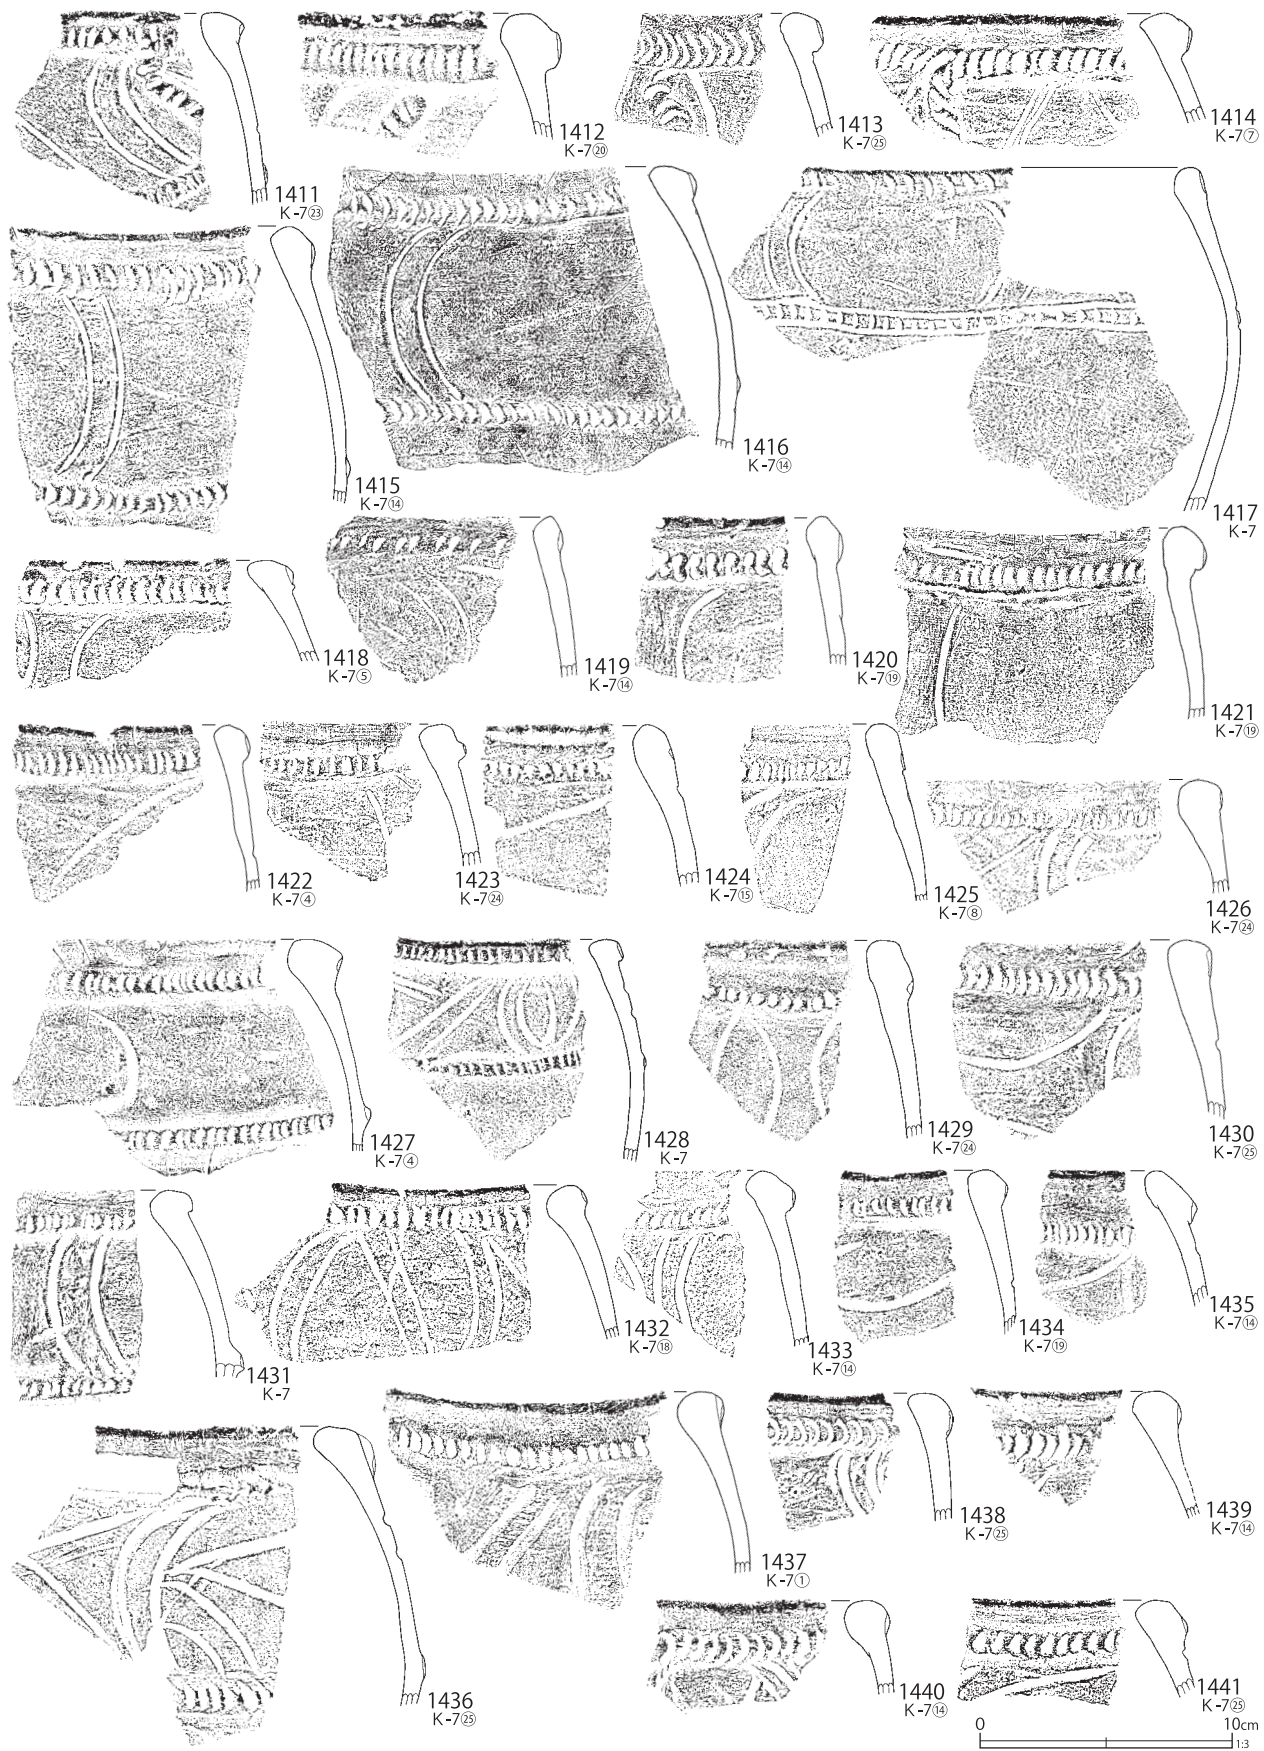 1411
K-7㉓
1412
K-7⑳
1413
K-7㉕
1414
K-7⑦
1415
K-7⑭
1416
K-7⑭
1417
K-7
1418
K-7⑤
1419
K-7⑭
1420
K-7⑲
1421
K-7⑲
1422
K-7④
1423
K-7㉔
1424
K-7⑮
1425
K-7⑧
1426
K-7㉔
1427
K-7④
1428
K-7
1429
K-7㉔
1430
K-7㉕
1431
K-7
1432
K-7⑱
1433
K-7⑭
1434
K-7⑲
1435
K-7⑭
1436
K-7㉕
1437
K-7①
1438
K-7㉕
1439
K-7⑭
1440
K-7⑭
1441
K-7㉕
0 10cm
1:3